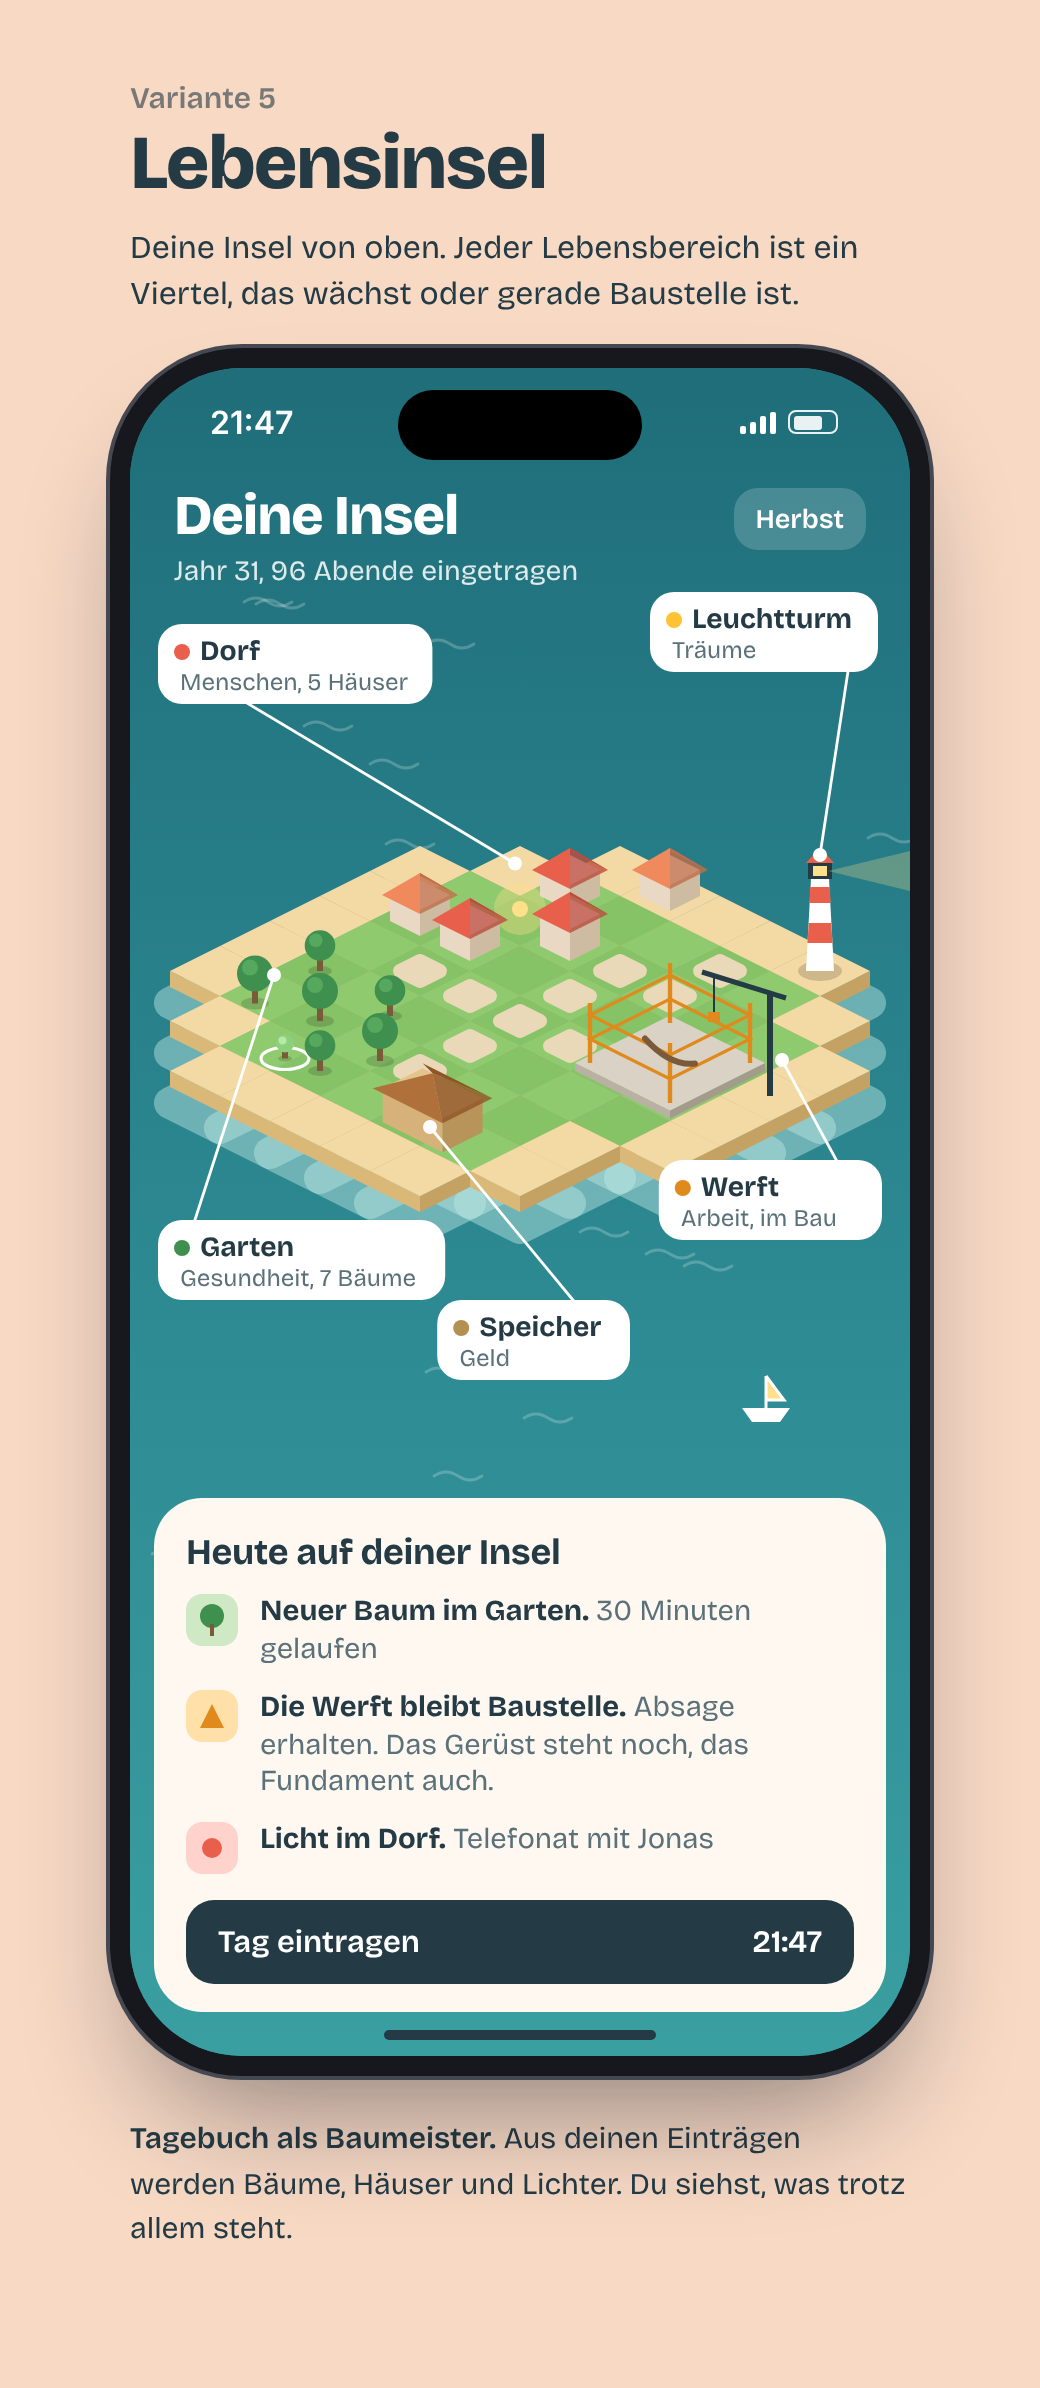 Variante 5
Lebensinsel
Deine Insel von oben. Jeder Lebensbereich ist ein
Viertel, das wächst oder gerade Baustelle ist.
21:47
Deine Insel
Herbst
Jahr 31, 96 Abende eingetragen
Leuchtturm
Träume
Dorf
Menschen, 5 Häuser
Werft
Arbeit, im Bau
Garten
Gesundheit, 7 Bäume
Speicher
Geld
Heute auf deiner Insel
Neuer Baum im Garten. 30 Minuten
gelaufen
Die Werft bleibt Baustelle. Absage
erhalten. Das Gerüst steht noch, das
Fundament auch.
Licht im Dorf. Telefonat mit Jonas
Tag eintragen 21:47
Tagebuch als Baumeister. Aus deinen Einträgen
werden Bäume, Häuser und Lichter. Du siehst, was trotz
allem steht.